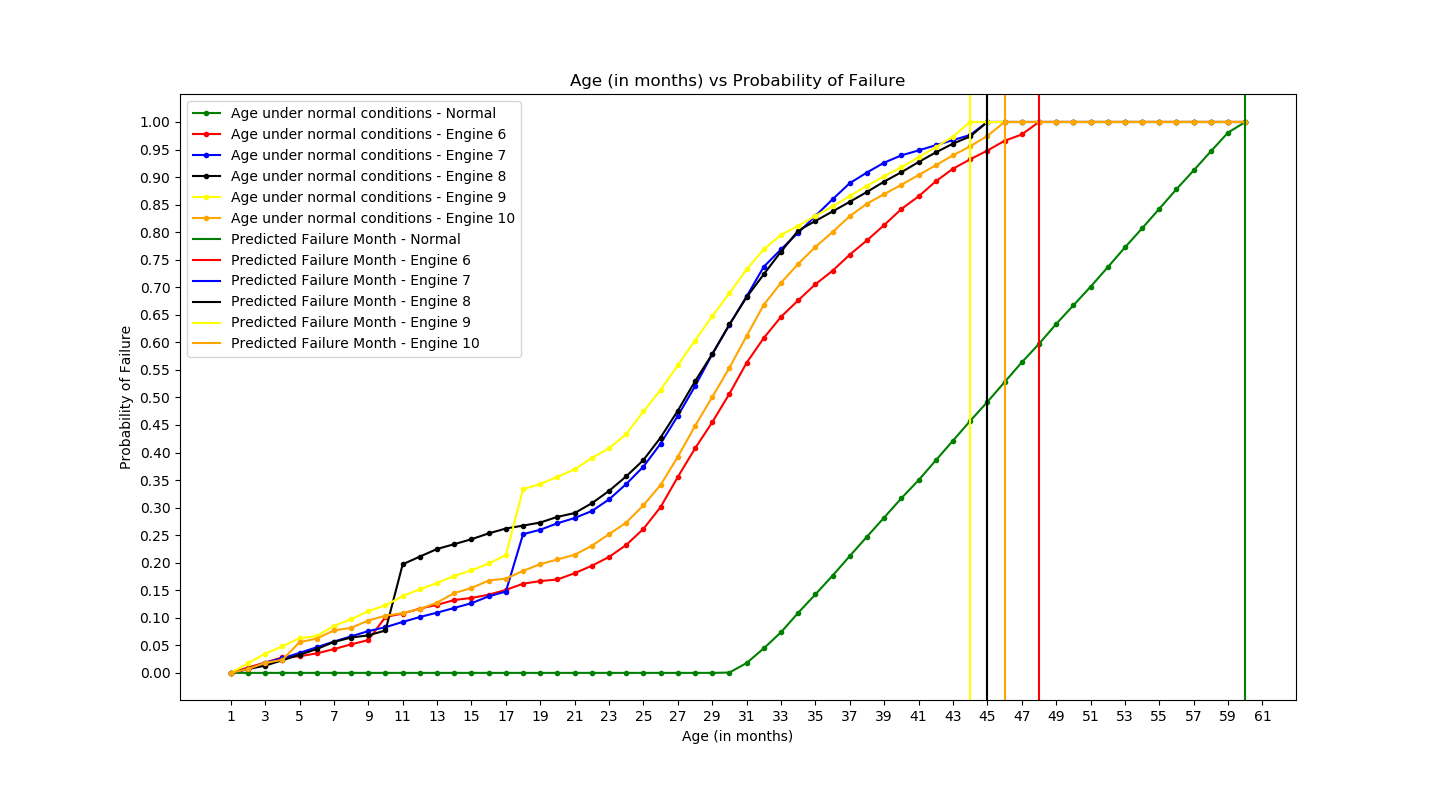 Age (in months) vs Probability of Failure
Age under normal conditions - Normal
Age under normal conditions - Engine 6
Age under normal conditions - Engine 7
Age under normal conditions - Engine 8
Age under normal conditions - Engine 9
Age under normal conditions - Engine 10
Predicted Failure Month - Normal
Predicted Failure Month - Engine 6
Predicted Failure Month - Engine 7
Predicted Failure Month - Engine 8
Predicted Failure Month - Engine 9
Predicted Failure Month - Engine 10
Probability of Failure
1.00
0.95
0.90
0.85
0.80
0.75
0.70
0.65
0.60
0.55
0.50
0.45
0.40
0.35
0.30
0.25
0.20
0.15
0.10
0.05
0.00
1 3 5 7 9 11 13 15 17 19 21 23 25 27 29 31 33 35 37 39 41 43 45 47 49 51 53 55 57 59 61
Age (in months)